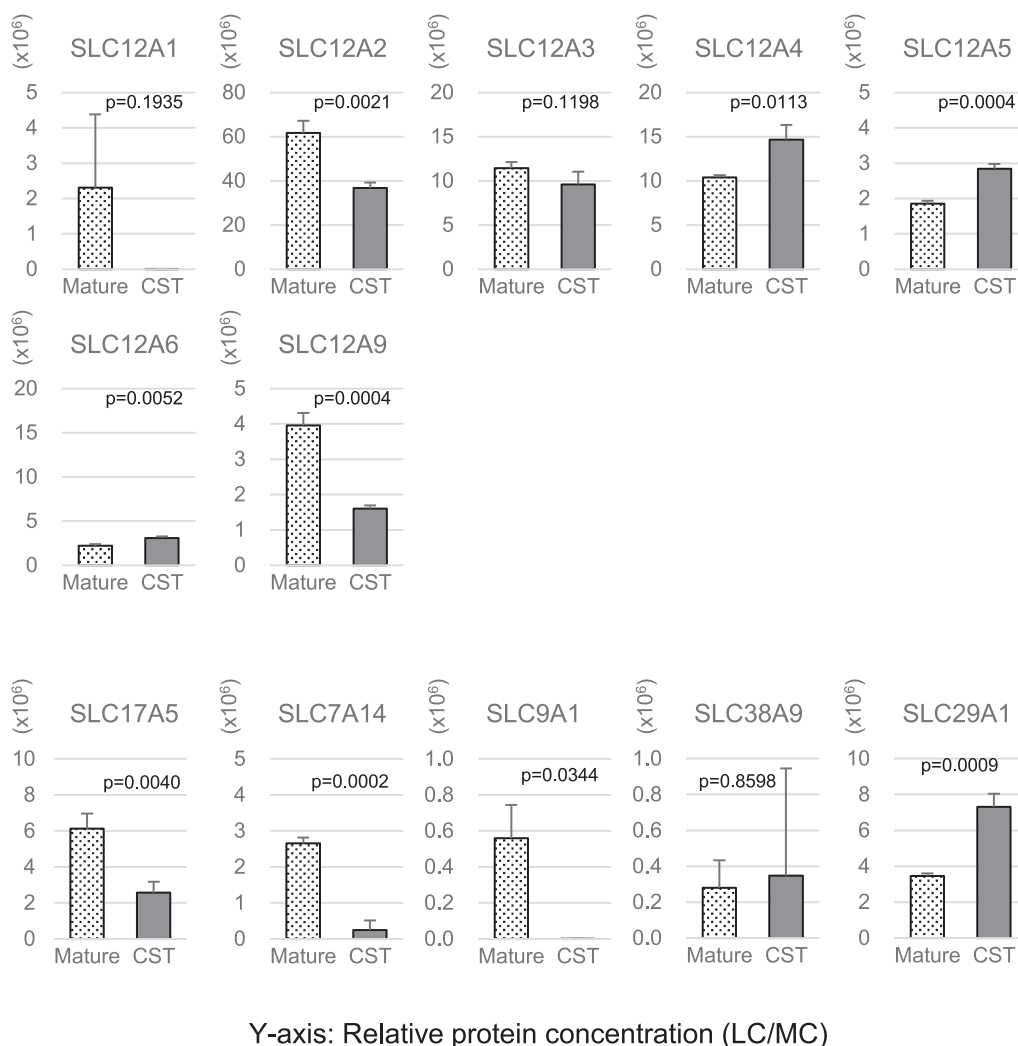 SLC12A1 SLC12A2 SLC12A3 SLC12A4 SLC12A5
(x10⁶) (x10⁶) (x10⁶) (x10⁶) (x10⁶)
p=0.1935 p=0.0021 p=0.1198 p=0.0113 p=0.0004
5 80 20 20 5
4 60 15 15 4
3 40 10 10 3
2 20 5 5 2
1 0 0 0 1
0 0
Mature CST Mature CST Mature CST Mature CST Mature CST
SLC12A6 SLC12A9
(x10⁶) (x10⁶)
p=0.0052 p=0.0004
20 5
15 4
10 3
5 2
0 1
0
Mature CST Mature CST
SLC17A5 SLC7A14 SLC9A1 SLC38A9 SLC29A1
(x10⁶) (x10⁶) (x10⁶) (x10⁶) (x10⁶)
p=0.0040 p=0.0002 p=0.0344 p=0.8598 p=0.0009
10 5 1.0 1.0 10
8 4 0.8 0.8 8
6 3 0.6 0.6 6
4 2 0.4 0.4 4
2 1 0.2 0.2 2
0 0 0.0 0.0 0
Mature CST Mature CST Mature CST Mature CST Mature CST
Y-axis: Relative protein concentration (LC/MC)